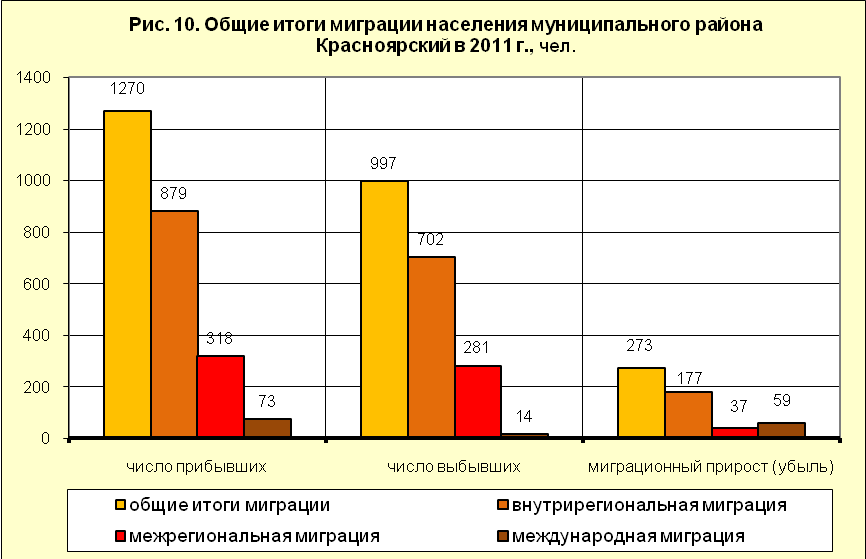 Рис. 10. Общие итоги миграции населения муниципального района
Красноярский в 2011 г., чел.
1400
1200
1000
800
600
400
200
0
1270
879
318
73
997
702
281
14
273
177
37
59
число прибывших
число выбывших
миграционный прирост (убыль)
общие итоги миграции
внутрирегиональная миграция
межрегиональная миграция
международная миграция